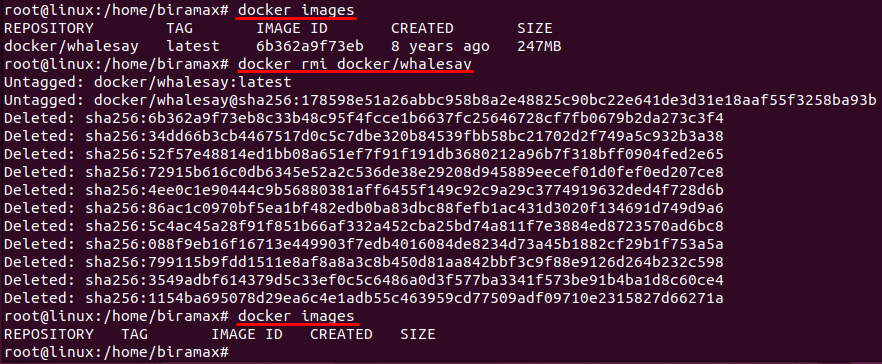 root@linux:/home/biramax# docker images
REPOSITORY TAG IMAGE ID CREATED SIZE
docker/whalesay latest 6b362a9f73eb 8 years ago 247MB
root@linux:/home/biramax# docker rmi docker/whalesay
Untagged: docker/whalesay:latest
Untagged: docker/whalesay@sha256:178598e51a26abbc958b8a2e48825c90bc22e641de3d31e18aaf55f3258ba93b
Deleted: sha256:6b362a9f73eb8c33b48c95f4fcce1b6637fc25646728cf7fb0679b2da273c3f4
Deleted: sha256:34dd66b3cb4467517d0c5c7dbe320b84539fbb58bc21702d2f749a5c932b3a38
Deleted: sha256:52f57e48814ed1bb08a651ef7f91f191db3680212a96b7f318bff0904fed2e65
Deleted: sha256:72915b616c0db6345e52a2c536de38e29208d945889eecef01d0fef0ed207ce8
Deleted: sha256:4ee0c1e90444c9b56880381aff6455f149c92c9a29c3774919632ded4f728d6b
Deleted: sha256:86ac1c0970bf5ea1bf482edb0ba83dbc88fefb1ac431d3020f134691d749d9a6
Deleted: sha256:5c4ac45a28f91f851b66af332a452cba25bd74a811f7e3884ed8723570ad6bc8
Deleted: sha256:088f9eb16f16713e449903f7edb4016084de8234d73a45b1882cf29b1f753a5a
Deleted: sha256:799115b9fdd1511e8af8a8a3c8b450d81aa842bbf3c9f88e9126d264b232c598
Deleted: sha256:3549adbf614379d5c33ef0c5c6486a0d3f577ba3341f573be91b4ba1d8c60ce4
Deleted: sha256:1154ba695078d29ea6c4e1adb55c463959cd77509adf09710e2315827d66271a
root@linux:/home/biramax# docker images
REPOSITORY TAG IMAGE ID CREATED SIZE
root@linux:/home/biramax#